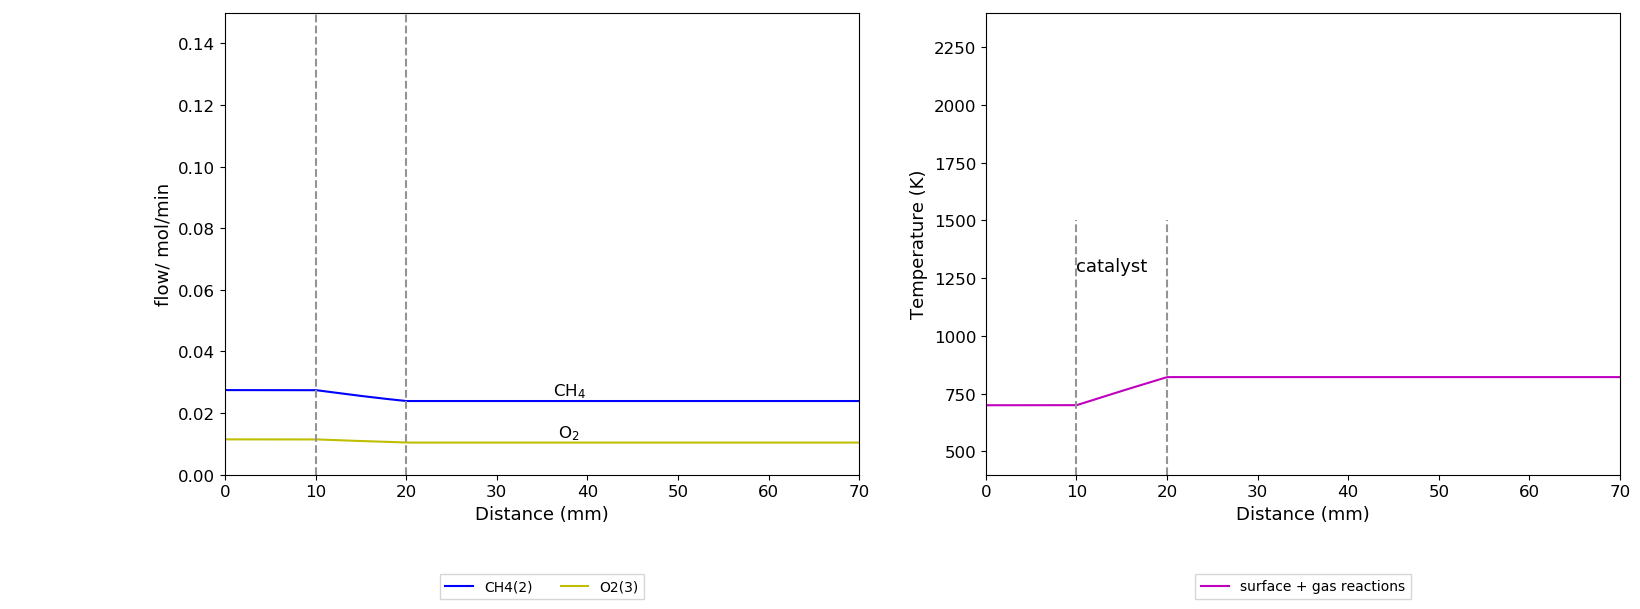 0.14
0.12
0.10
0.08
0.06
0.04
0.02
0.00
flow/ mol/min
CH₄
O₂
0 10 20 30 40 50 60 70
Distance (mm)
CH4(2) O2(3)
2250
2000
1750
1500
1250
1000
750
500
Temperature (K)
catalyst
0 10 20 30 40 50 60 70
Distance (mm)
surface + gas reactions